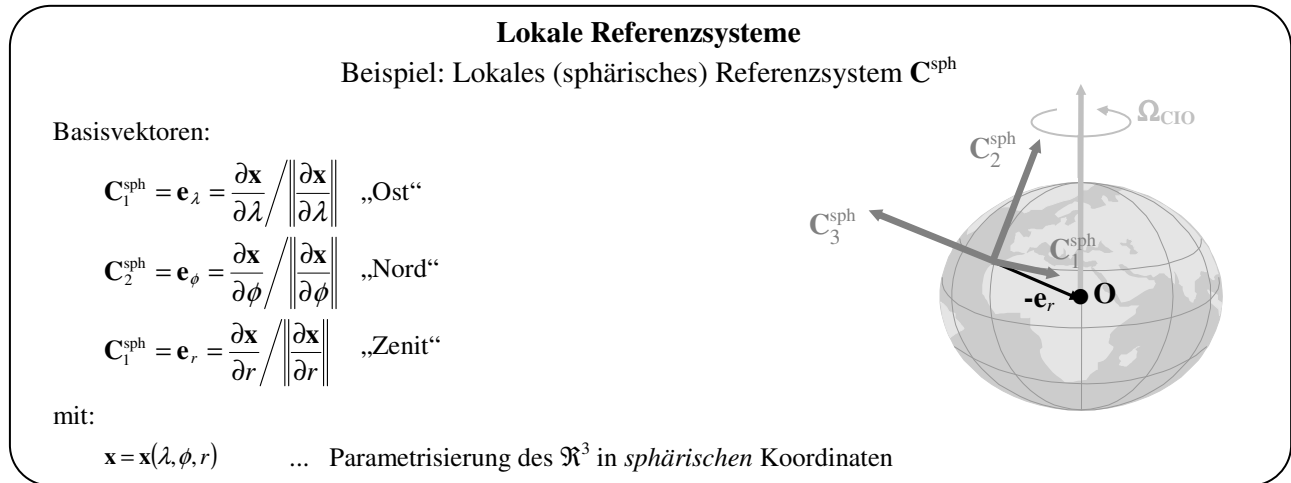 Lokale Referenzsysteme
Beispiel: Lokales (sphärisches) Referenzsystem C^sph
Basisvektoren:
C_1^sph = e_λ = ∂x/∂λ / ‖∂x/∂λ‖ „Ost“
C_2^sph = e_ϕ = ∂x/∂ϕ / ‖∂x/∂ϕ‖ „Nord“
C_1^sph = e_r = ∂x/∂r / ‖∂x/∂r‖ „Zenit“
mit:
x = x(λ, ϕ, r) ... Parametrisierung des ℜ^3 in sphärischen Koordinaten
Ω_CIO
C_2^sph
C_3^sph
C_1^sph
-e_r
O